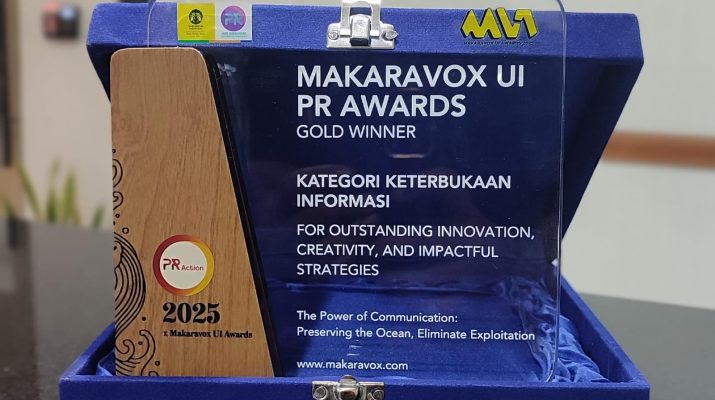 MAKARAVOX UI
PR AWARDS
GOLD WINNER
KATEGORI KETERBUKAAN
INFORMASI
FOR OUTSTANDING INNOVATION,
CREATIVITY, AND IMPACTFUL
STRATEGIES
The Power of Communication:
Preserving the Ocean, Eliminate Exploitation
www.makaravox.com
PR Action
2025
x Makaravox UI Awards